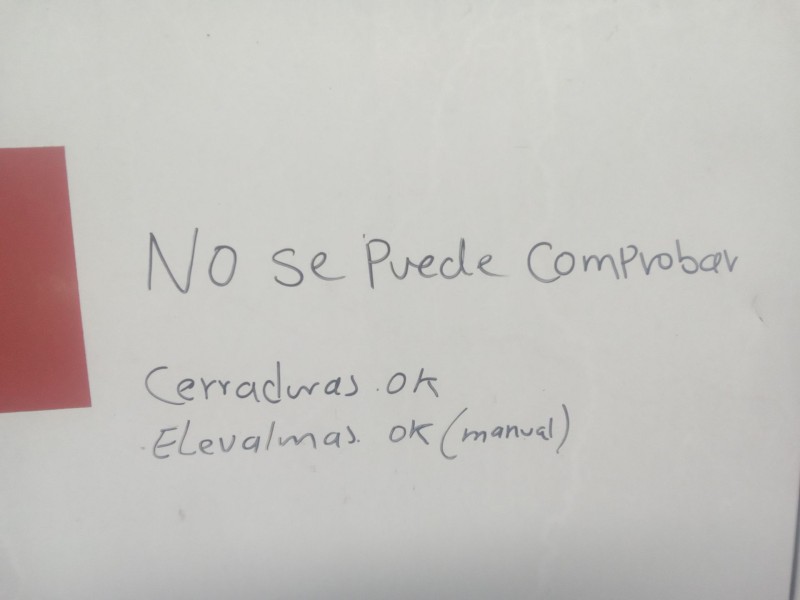 No se Puede Comprobar
Cerraduras. ok
Elevalmas. ok (manual)